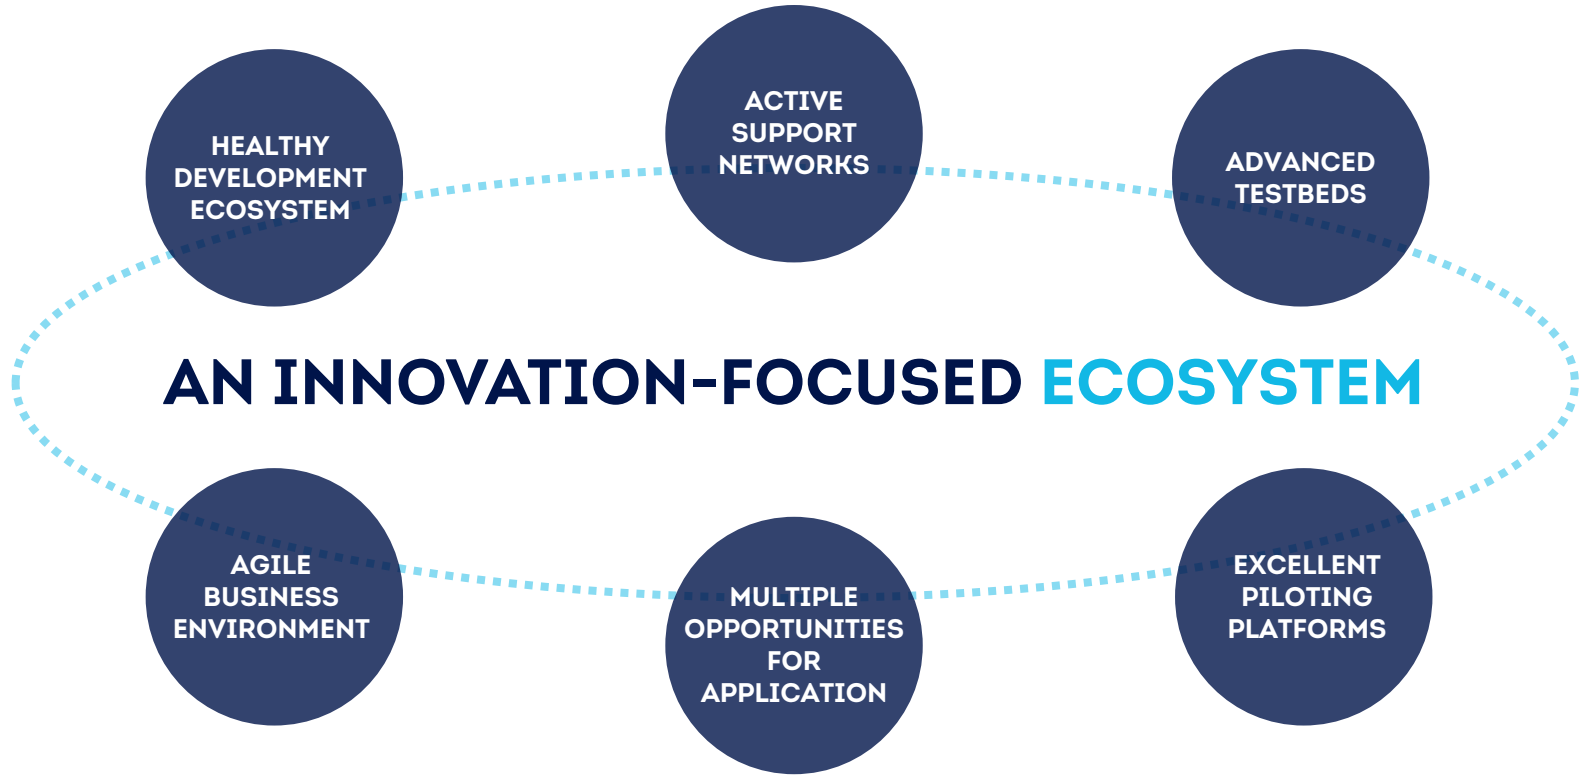 HEALTHY
DEVELOPMENT
ECOSYSTEM
ACTIVE
SUPPORT
NETWORKS
ADVANCED
TESTBEDS
AN INNOVATION-FOCUSED ECOSYSTEM
AGILE
BUSINESS
ENVIRONMENT
MULTIPLE
OPPORTUNITIES
FOR
APPLICATION
EXCELLENT
PILOTING
PLATFORMS